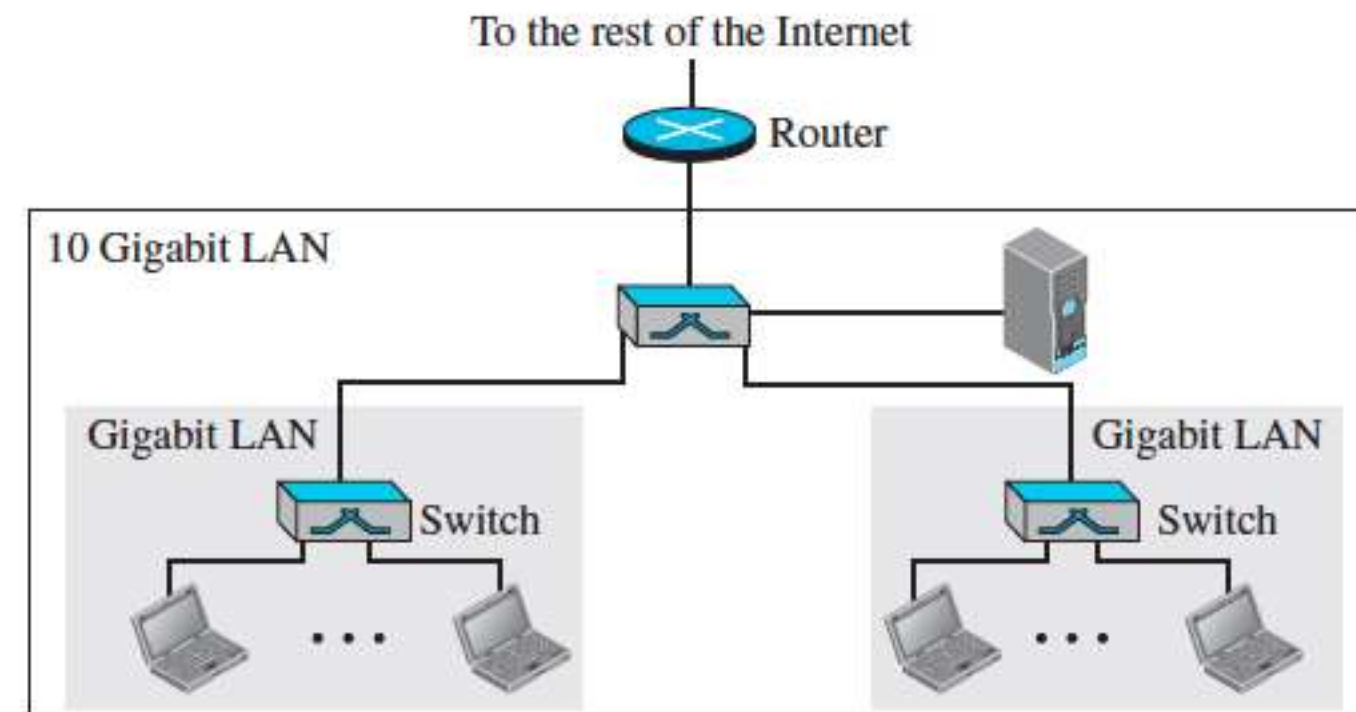 To the rest of the Internet
Router
10 Gigabit LAN
Gigabit LAN
Gigabit LAN
Switch
Switch